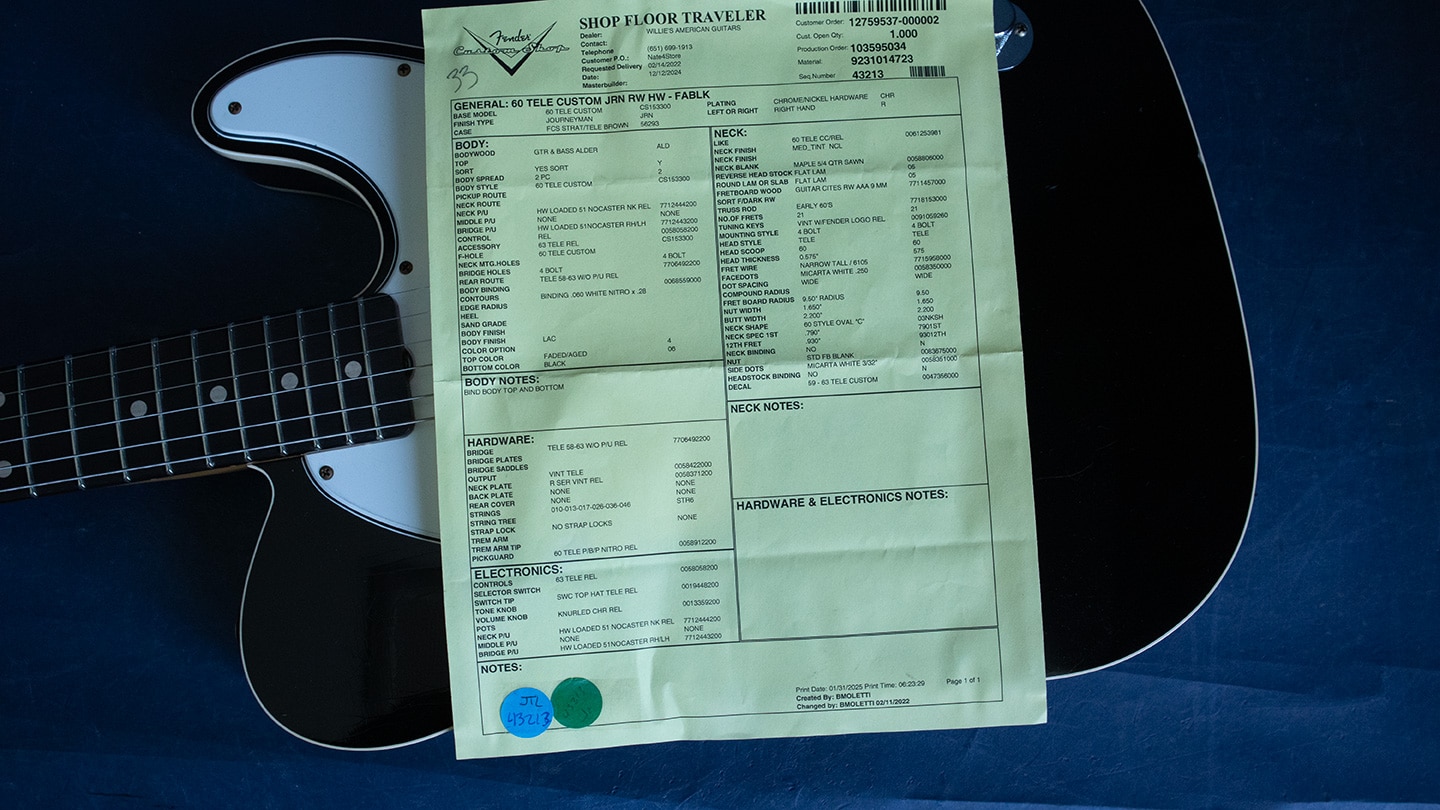 Fender
Custom Shop
33
SHOP FLOOR TRAVELER
Dealer: WILLIE'S AMERICAN GUITARS
Contact:
Telephone (651) 699-1913
Customer P.O.: Nate4Store
Requested Delivery 02/14/2022
Date: 12/12/2024
Masterbuilder:
Customer Order: 12759537-000002
Cust. Open Qty: 1.000
Production Order: 103595034
Material: 9231014723
Seq Number 43213
GENERAL: 60 TELE CUSTOM JRN RW HW - FABLK
BASE MODEL 60 TELE CUSTOM CS153300 PLATING CHROME/NICKEL HARDWARE CHR
FINISH TYPE JOURNEYMAN JRN LEFT OR RIGHT RIGHT HAND R
CASE FCS STRAT/TELE BROWN 56293
BODY:
BODYWOOD GTR & BASS ALDER ALD
TOP Y
SORT YES SORT 2
BODY SPREAD 2 PC CS153300
BODY STYLE 60 TELE CUSTOM
PICKUP ROUTE
NECK ROUTE
NECK P/U HW LOADED 51 NOCASTER NK REL 7712444200
MIDDLE P/U NONE NONE
BRIDGE P/U HW LOADED 51NOCASTER RH/LH 7712443200
CONTROL REL 0058058200
ACCESSORY 63 TELE REL CS153300
F-HOLE 60 TELE CUSTOM
NECK MTG.HOLES 4 BOLT
BRIDGE HOLES 4 BOLT 7706492200
REAR ROUTE TELE 58-63 W/O P/U REL
BODY BINDING 0068559000
CONTOURS BINDING .060 WHITE NITRO x .28
EDGE RADIUS
HEEL
SAND GRADE
BODY FINISH
BODY FINISH LAC 4
COLOR OPTION 06
TOP COLOR FADED/AGED
BOTTOM COLOR BLACK
BODY NOTES:
BIND BODY TOP AND BOTTOM
HARDWARE:
BRIDGE TELE 58-63 W/O P/U REL 7706492200
BRIDGE PLATES
BRIDGE SADDLES 0058422000
OUTPUT VINT TELE 0058371200
NECK PLATE R SER VINT REL NONE
BACK PLATE NONE NONE
REAR COVER NONE STR6
STRINGS 010-013-017-026-036-046
STRING TREE NONE
STRAP LOCK NO STRAP LOCKS
TREM ARM
TREM ARM TIP 0058912200
PICKGUARD 60 TELE P/B/P NITRO REL
ELECTRONICS:
CONTROLS 63 TELE REL 0058058200
SELECTOR SWITCH
SWITCH TIP SWC TOP HAT TELE REL 0019448200
TONE KNOB
VOLUME KNOB KNURLED CHR REL 0013359200
POTS
NECK P/U HW LOADED 51 NOCASTER NK REL 7712444200
MIDDLE P/U NONE NONE
BRIDGE P/U HW LOADED 51NOCASTER RH/LH 7712443200
NECK:
LIKE 60 TELE CC/REL 0061253981
NECK FINISH MED_TINT NCL
NECK FINISH
NECK BLANK MAPLE 5/4 QTR SAWN 0058806000
REVERSE HEAD STOCK FLAT LAM 05
ROUND LAM OR SLAB FLAT LAM 05
FRETBOARD WOOD GUITAR CITES RW AAA 9 MM 7711457000
SORT F/DARK RW
TRUSS ROD EARLY 60'S 7718153000
NO.OF FRETS 21 21
TUNING KEYS VINT W/FENDER LOGO REL 0091059260
MOUNTING STYLE 4 BOLT 4 BOLT
HEAD STYLE TELE TELE
HEAD SCOOP 60 60
HEAD THICKNESS 0.575" 575
FRET WIRE NARROW TALL / 6105 7715958000
FACEDOTS MICARTA WHITE .250 0058350000
DOT SPACING WIDE WIDE
COMPOUND RADIUS
FRET BOARD RADIUS 9.50" RADIUS 9.50
NUT WIDTH 1.650" 1.650
BUTT WIDTH 2.200" 2.200
NECK SHAPE 60 STYLE OVAL "C" 03NKSH
NECK SPEC 1ST .790" 7901ST
12TH FRET .930" 93012TH
NECK BINDING NO N
NUT STD FB BLANK 0083675000
SIDE DOTS MICARTA WHITE 3/32" 0058351000
HEADSTOCK BINDING NO N
DECAL 59 - 63 TELE CUSTOM 0047356000
NECK NOTES:
HARDWARE & ELECTRONICS NOTES:
NOTES:
JTL
43213
Print Date: 01/31/2025 Print Time: 06:23:29 Page 1 of 1
Created By: BMOLETTI
Changed by: BMOLETTI 02/11/2022